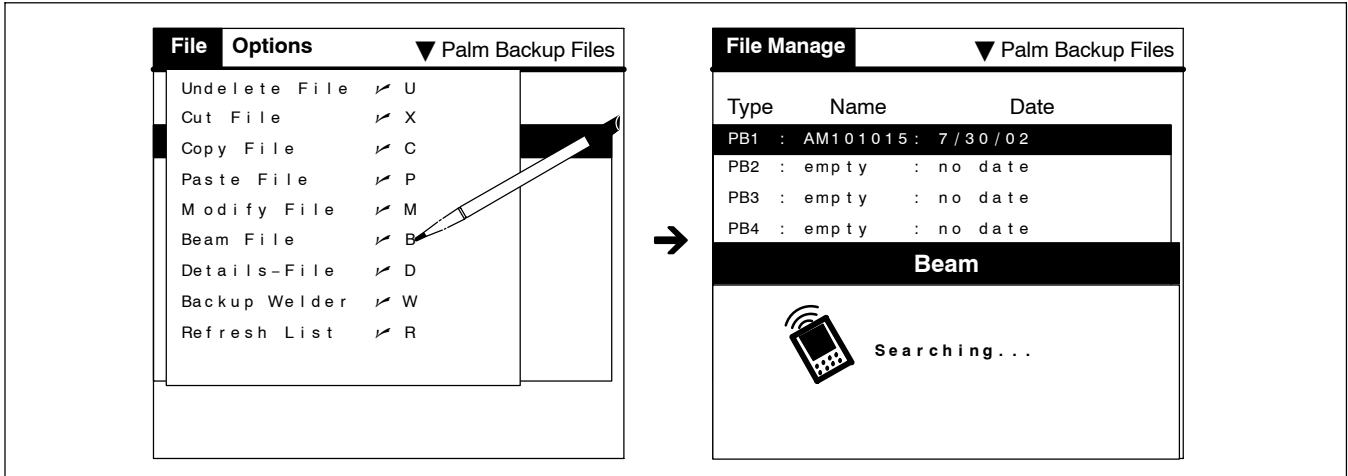 File Options ▼ Palm Backup Files
Undelete File U
Cut File X
Copy File C
Paste File P
Modify File M
Beam File B
Details-File D
Backup Welder W
Refresh List R
File Manage ▼ Palm Backup Files
Type Name Date
PB1 : AM101015: 7/30/02
PB2 : empty : no date
PB3 : empty : no date
PB4 : empty : no date
Beam
Searching...